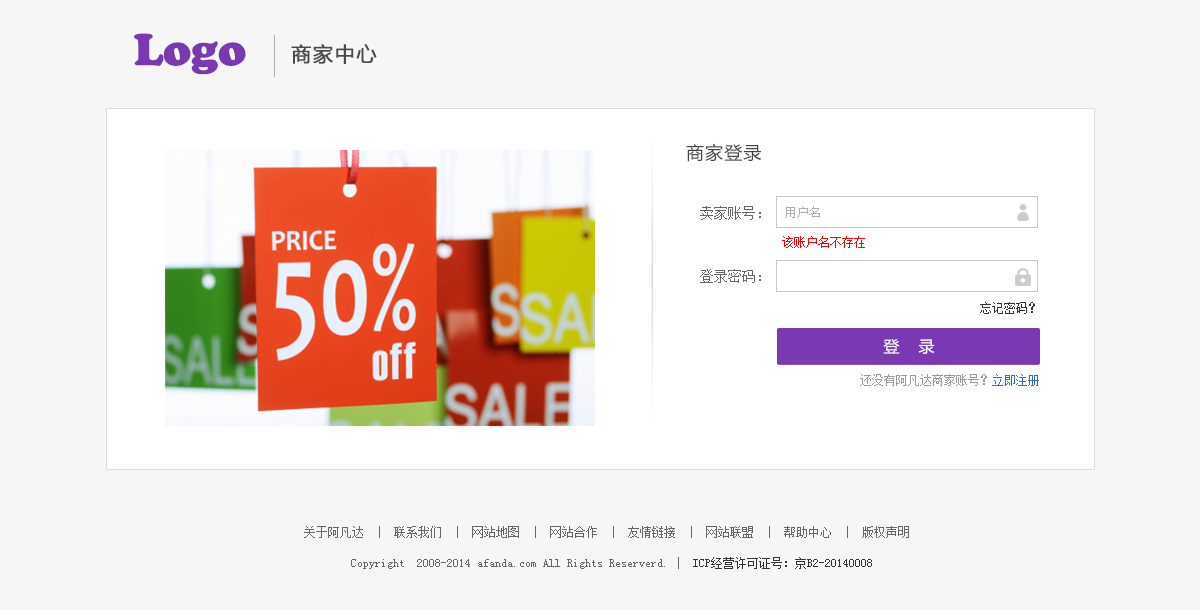 Logo
商家中心
PRICE
50%
off
SALE
SALE
商家登录
卖家账号：
用户名
该账户名不存在
登录密码：
忘记密码？
登 录
还没有阿凡达商家账号？立即注册
关于阿凡达 | 联系我们 | 网站地图 | 网站合作 | 友情链接 | 网站联盟 | 帮助中心 | 版权声明
Copyright 2008-2014 afanda.com All Rights Reserverd. | ICP经营许可证号：京B2-20140008